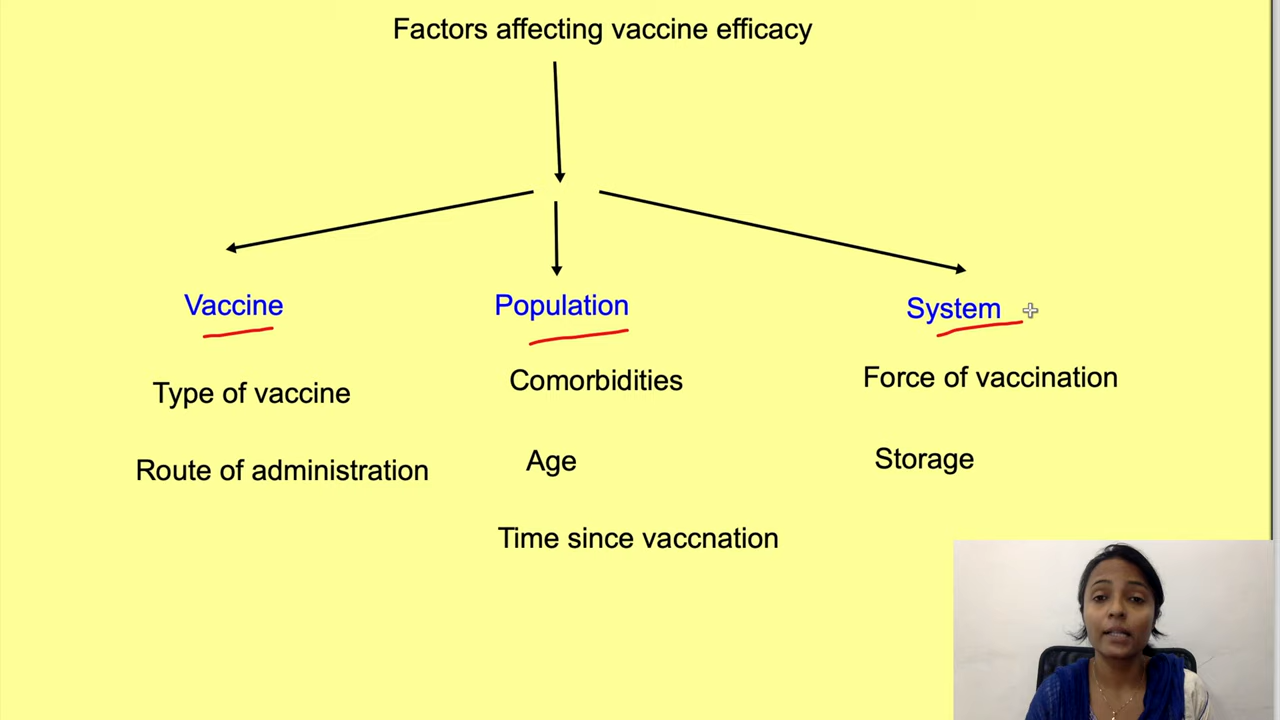 Factors affecting vaccine efficacy
Vaccine
Type of vaccine
Route of administration
Population
Comorbidities
Age
Time since vaccnation
System
Force of vaccination
Storage